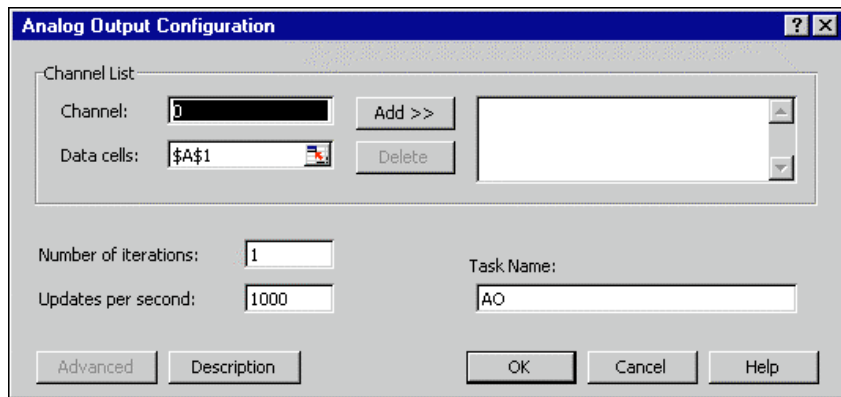 Analog Output Configuration
Channel List
Channel: 0 Add >>
Data cells: $A$1 Delete
Number of iterations: 1
Task Name:
Updates per second: 1000 AO
Advanced Description OK Cancel Help